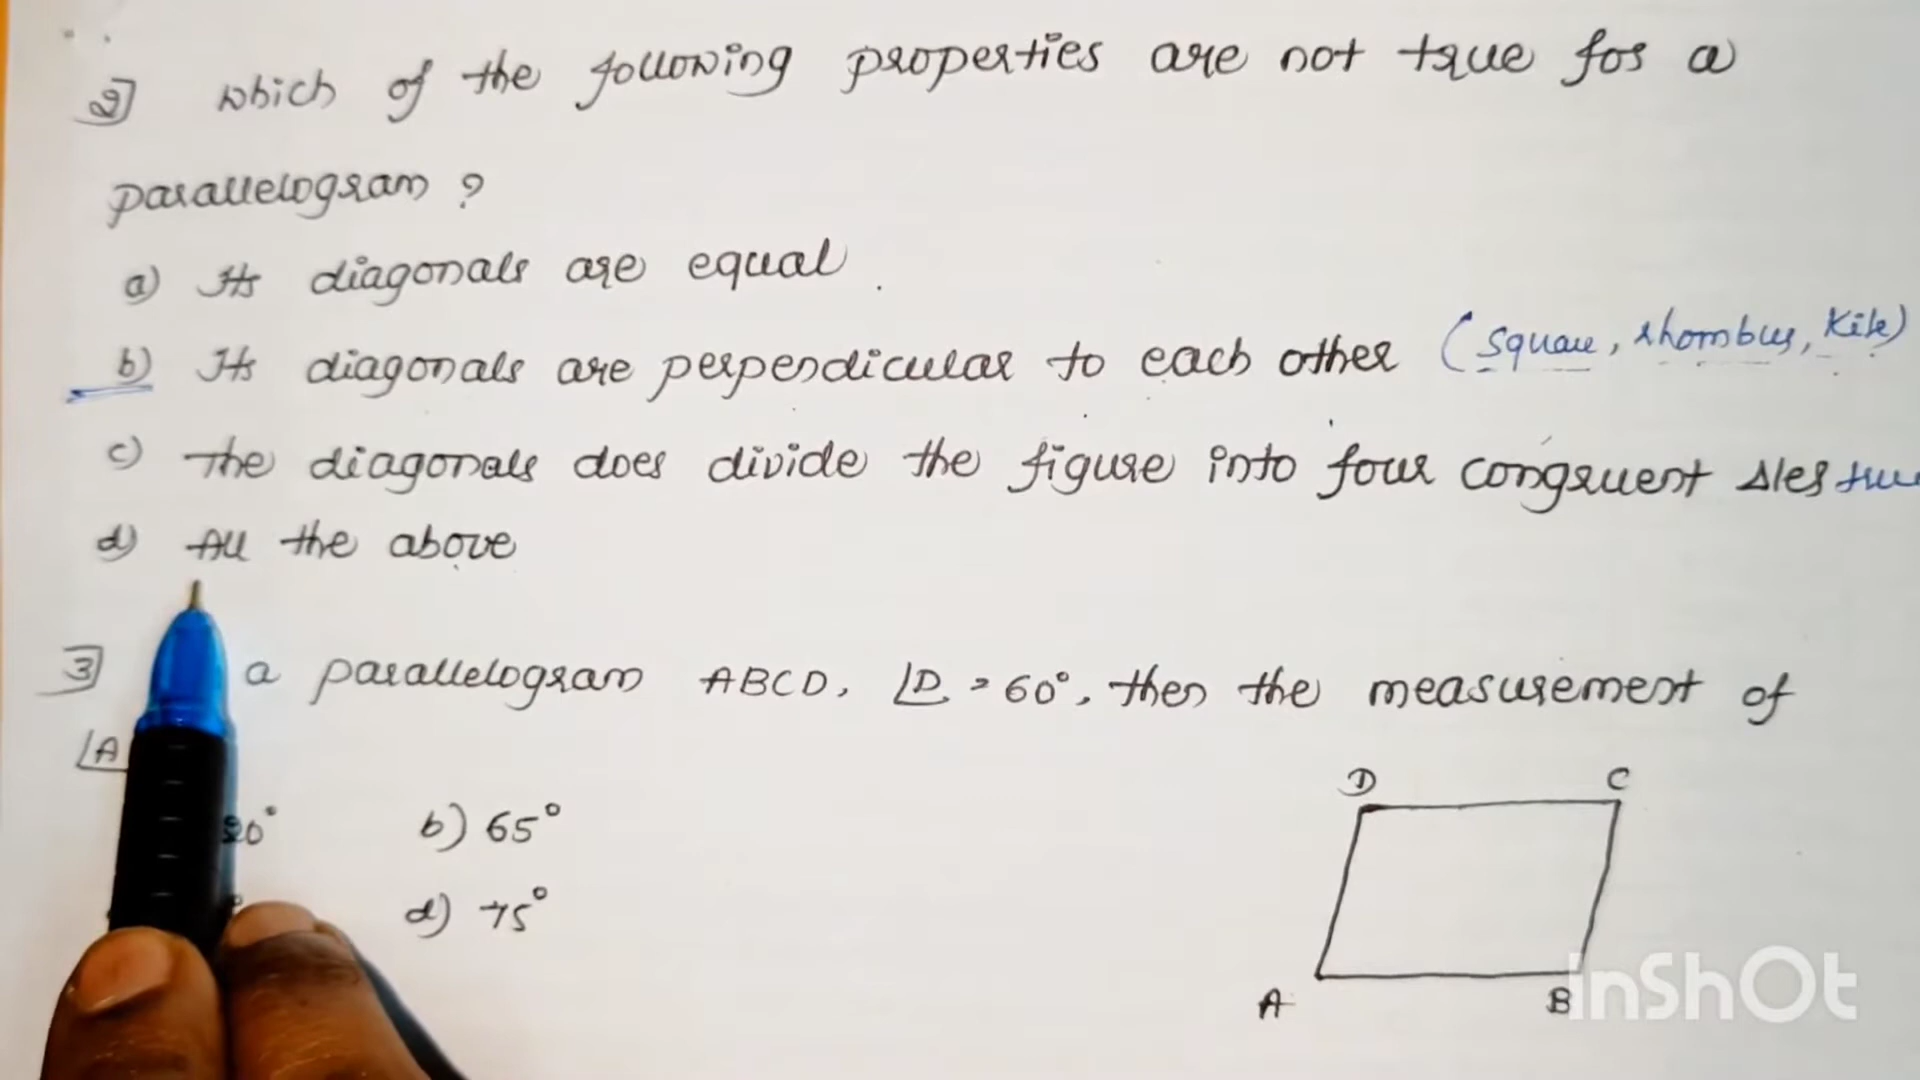 2] which of the following properties are not true for a
parallelogram ?
a) Its diagonals are equal .
b) Its diagonals are perpendicular to each other (square, rhombus, kite)
c) The diagonals does divide the figure into four congruent Δles
d) All the above
3] a parallelogram ABCD, ∠D = 60°, then the measurement of
∠A
20° b) 65°
d) 75°
D C
A B
InShOt